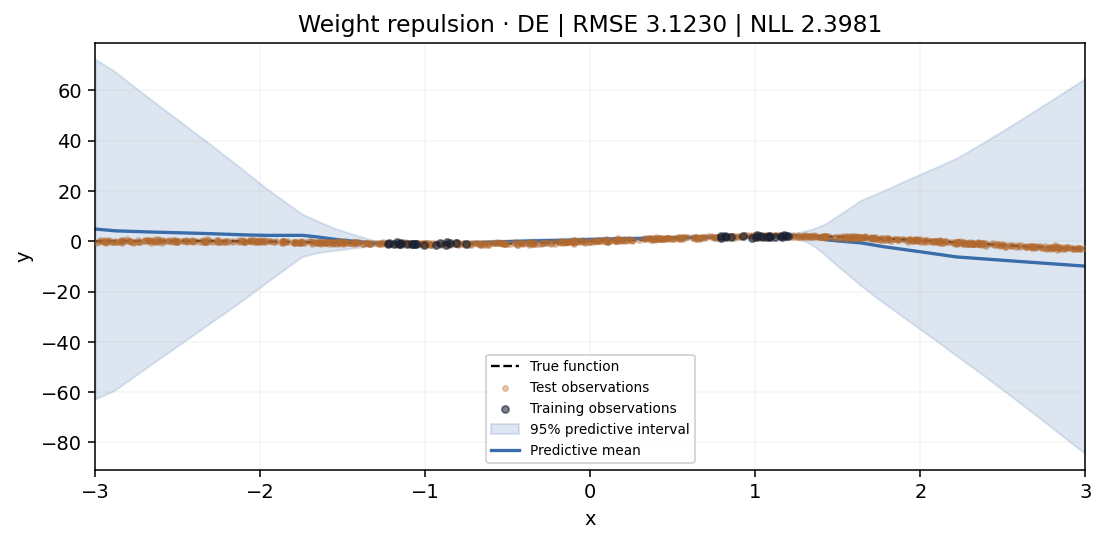 Weight repulsion · DE | RMSE 3.1230 | NLL 2.3981
60
40
20
0
−20
−40
−60
−80
y
True function
Test observations
Training observations
95% predictive interval
Predictive mean
−3 −2 −1 0 1 2 3
x